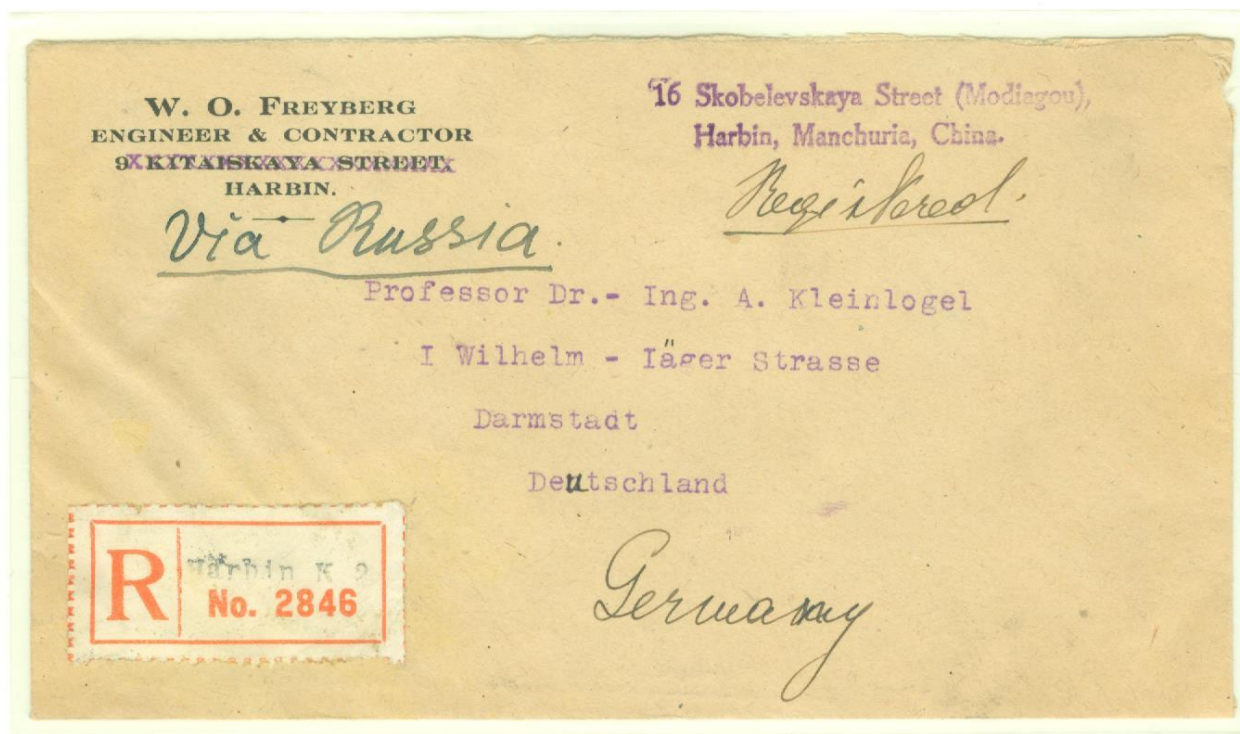 W. O. FREYBERG
ENGINEER & CONTRACTOR
9 KITAISKAYA STREET.
HARBIN.
16 Skobelevskaya Street (Modiagou),
Harbin, Manchuria, China.
Registered.
Via Russia.
Professor Dr.- Ing. A. Kleinlogel
I Wilhelm - Iäger Strasse
Darmstadt
Deutschland
Germany
R
Harbin K 2
No. 2846